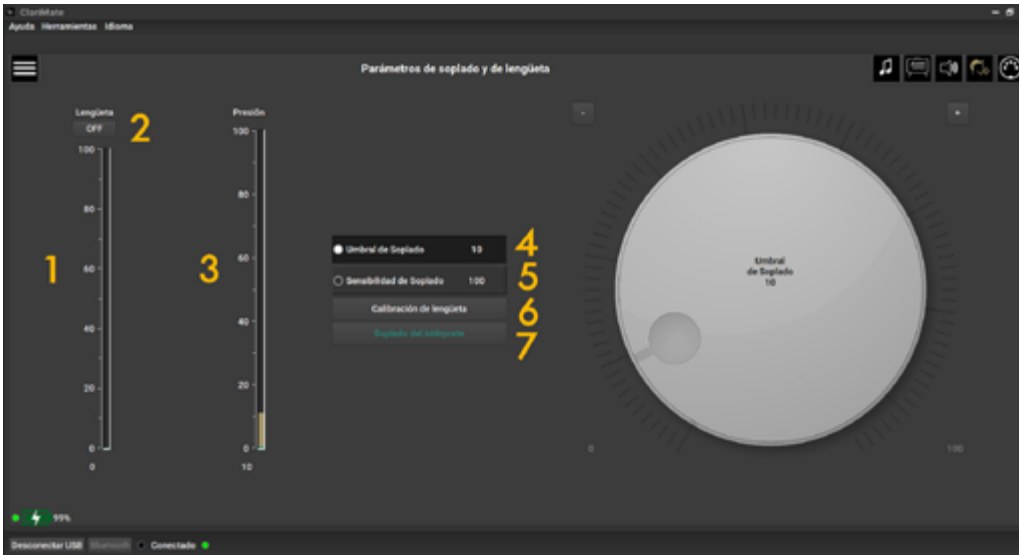 ClariMate
Ayuda Herramientas Idioma
Parámetros de soplado y de lengüeta
Lengüeta
OFF
2
Presión
100
100
80
80
1
60
3
60
40
40
20
20
0
0
0
10
Umbral de Soplado 10
4
Sensibilidad de Soplado 100
5
Calibración de lengüeta
6
Soplado del intérprete
7
-
+
Umbral
de Soplado
10
0
100
99%
Desconectar USB Bluetooth Conectado